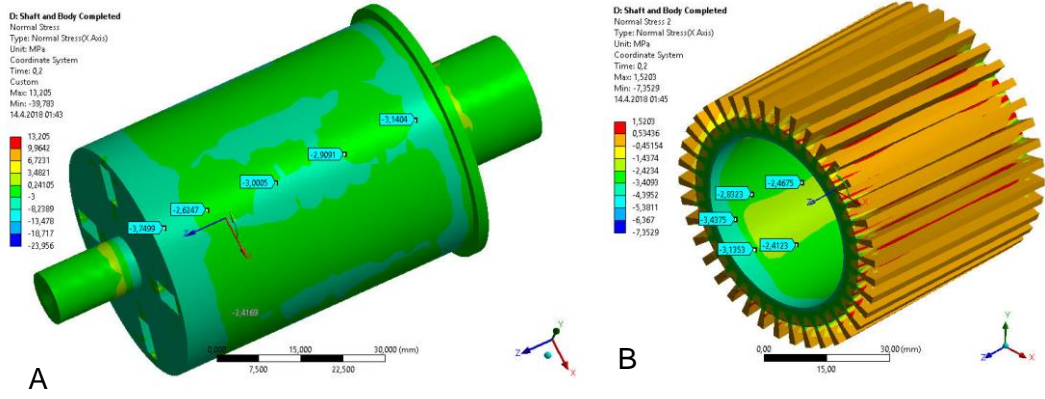 D: Shaft and Body Completed
Normal Stress
Type: Normal Stress(X Axis)
Unit: MPa
Coordinate System
Time: 0,2
Custom
Max: 13,205
Min: -39,783
14.4.2018 01:43
13,205
9,9642
6,7231
3,4821
0,24105
-3
-8,2389
-13,478
-18,717
-23,956
-3,1404
-2,9091
-3,0005
-2,6247
-3,7499
-2,4169
Z
X
0,000
15,000
30,000 (mm)
7,500
22,500
Y
Z
X
A
D: Shaft and Body Completed
Normal Stress 2
Type: Normal Stress(X Axis)
Unit: MPa
Coordinate System
Time: 0,2
Max: 1,5203
Min: -7,3529
14.4.2018 01:45
1,5203
0,53436
-0,45154
-1,4374
-2,4234
-3,4093
-4,3952
-5,3811
-6,367
-7,3529
-2,4675
-2,8323
-3,4375
-3,1353
-2,4123
X
0,00
30,00 (mm)
15,00
Y
Z
X
B